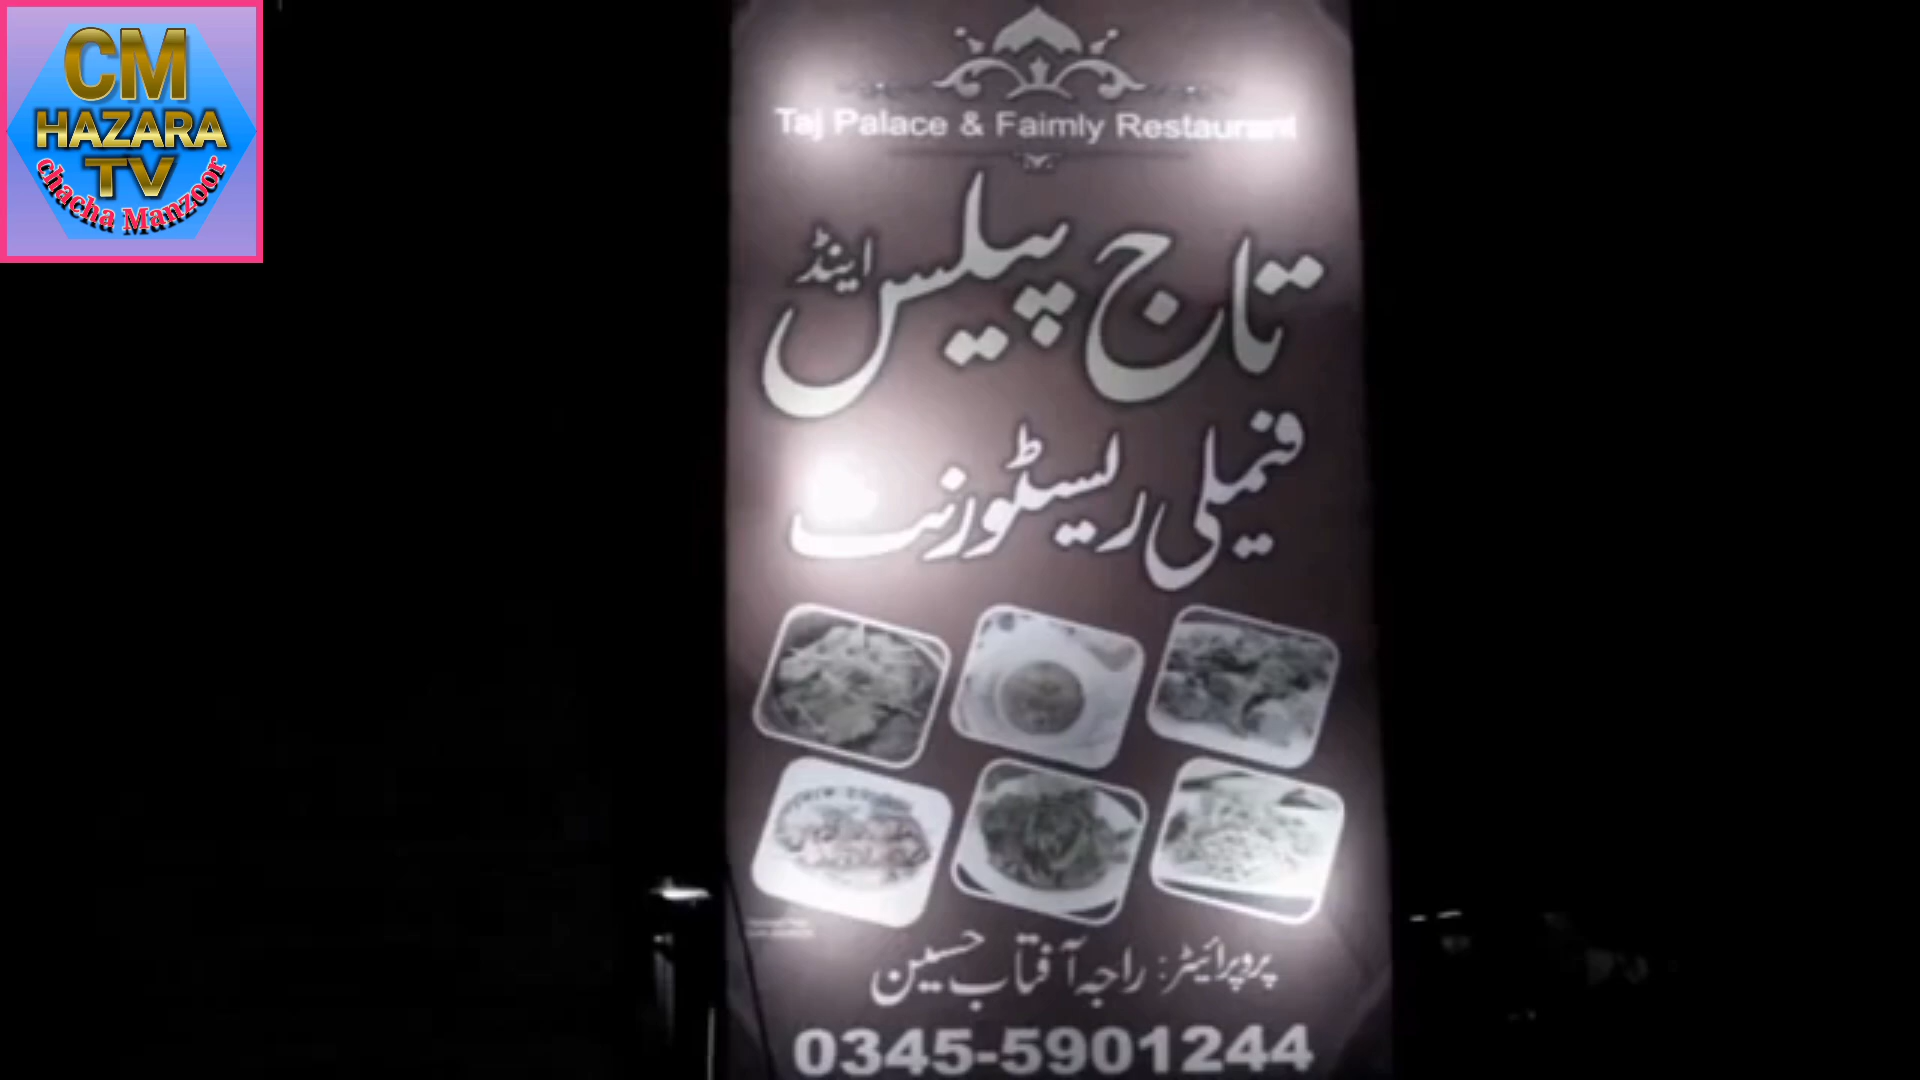 CM
HAZARA
TV
chacha Manzoor
Taj Palace & Faimly Restaurant
تاج پیلس اینڈ
فیملی ریسٹورنٹ
پروپرائیٹر: راجہ آفتاب حسین
0345-5901244